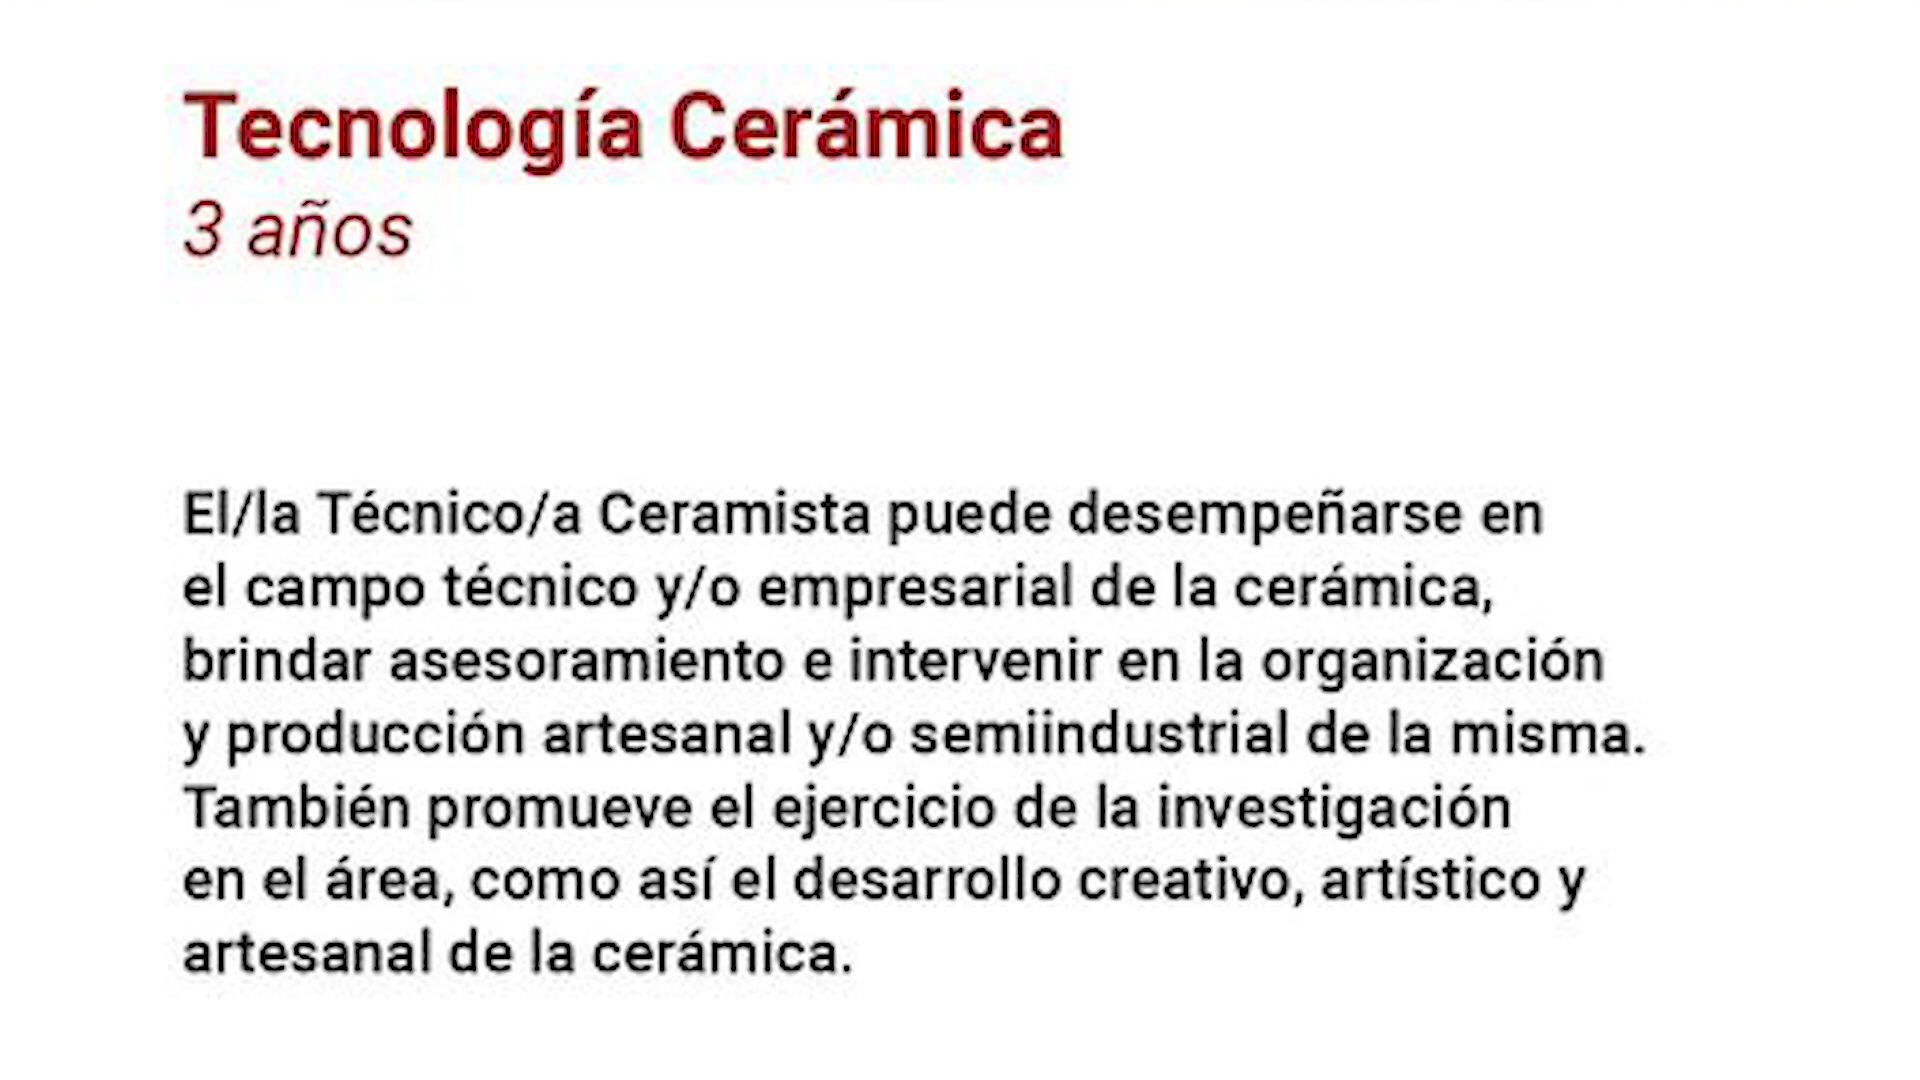 Tecnología Cerámica
3 años
El/la Técnico/a Ceramista puede desempeñarse en
el campo técnico y/o empresarial de la cerámica,
brindar asesoramiento e intervenir en la organización
y producción artesanal y/o semiindustrial de la misma.
También promueve el ejercicio de la investigación
en el área, como así el desarrollo creativo, artístico y
artesanal de la cerámica.